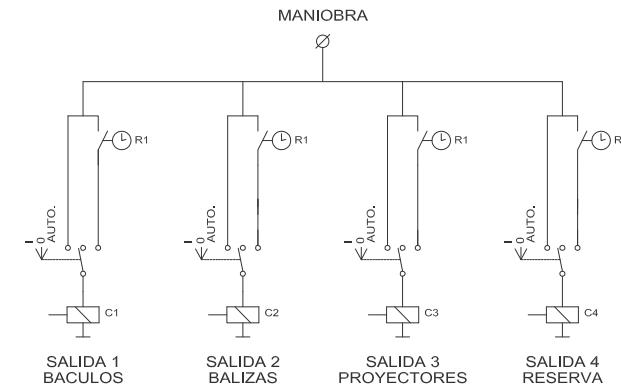 MANIOBRA
R1
R1
R1
R
I 0 AUTO.
I 0 AUTO.
I 0 AUTO.
I 0 AUTO.
C1
C2
C3
C4
SALIDA 1
BACULOS
SALIDA 2
BALIZAS
SALIDA 3
PROYECTORES
SALIDA 4
RESERVA